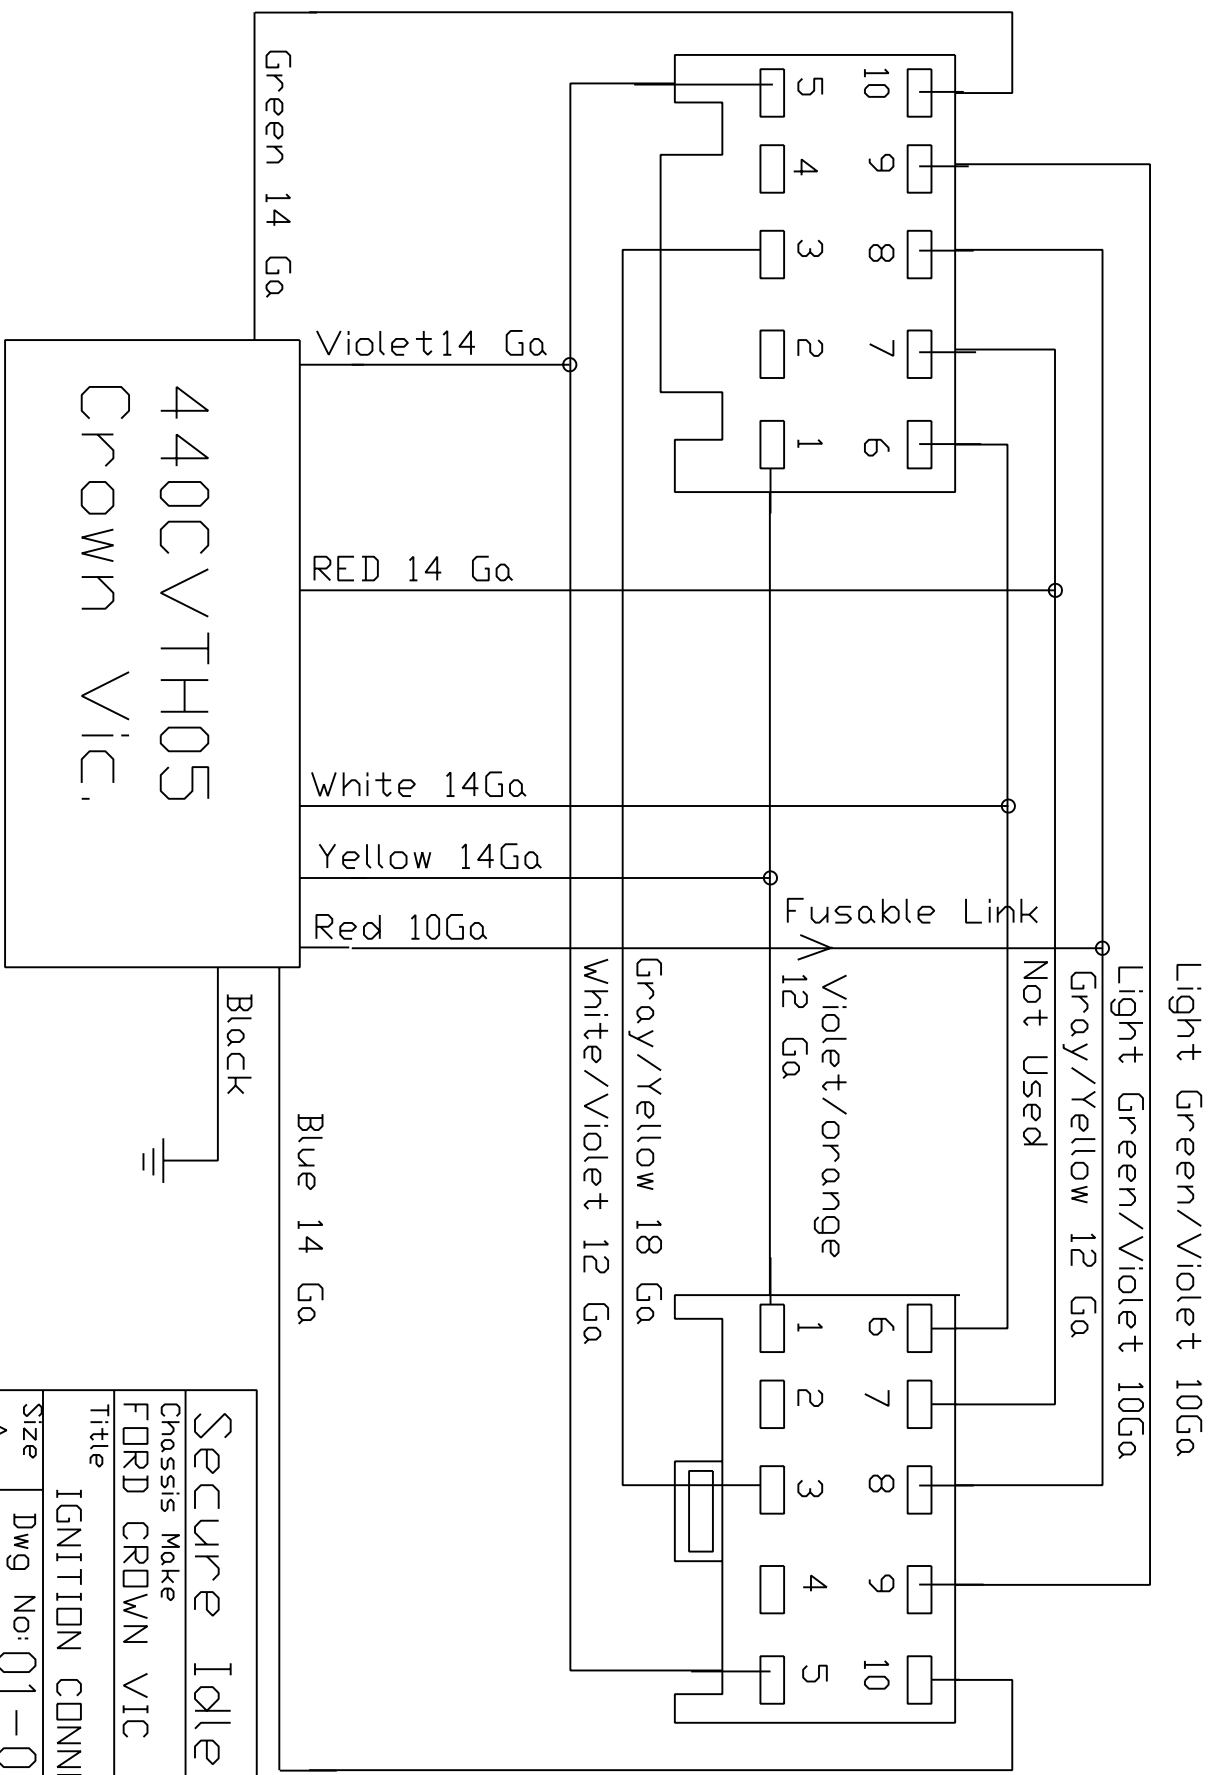 Green 14 Ga
10
9
8
7
6
5
4
3
2
1
Violet14 Ga
RED 14 Ga
White 14Ga
Yellow 14Ga
Red 10Ga
440CVTH05
Crown Vic.
Fusable Link
Light Green/Violet 10Ga
Light Green/Violet 10Ga
Gray/Yellow 12 Ga
Not Used
Violet/orange
12 Ga
Gray/Yellow 18 Ga
White/Violet 12 Ga
Black
Blue 14 Ga
6
7
8
9
10
1
2
3
4
5
Secure Idle
Chassis Make
FORD CROWN VIC
Title
IGNITION
Size
Dwg No: 01-0